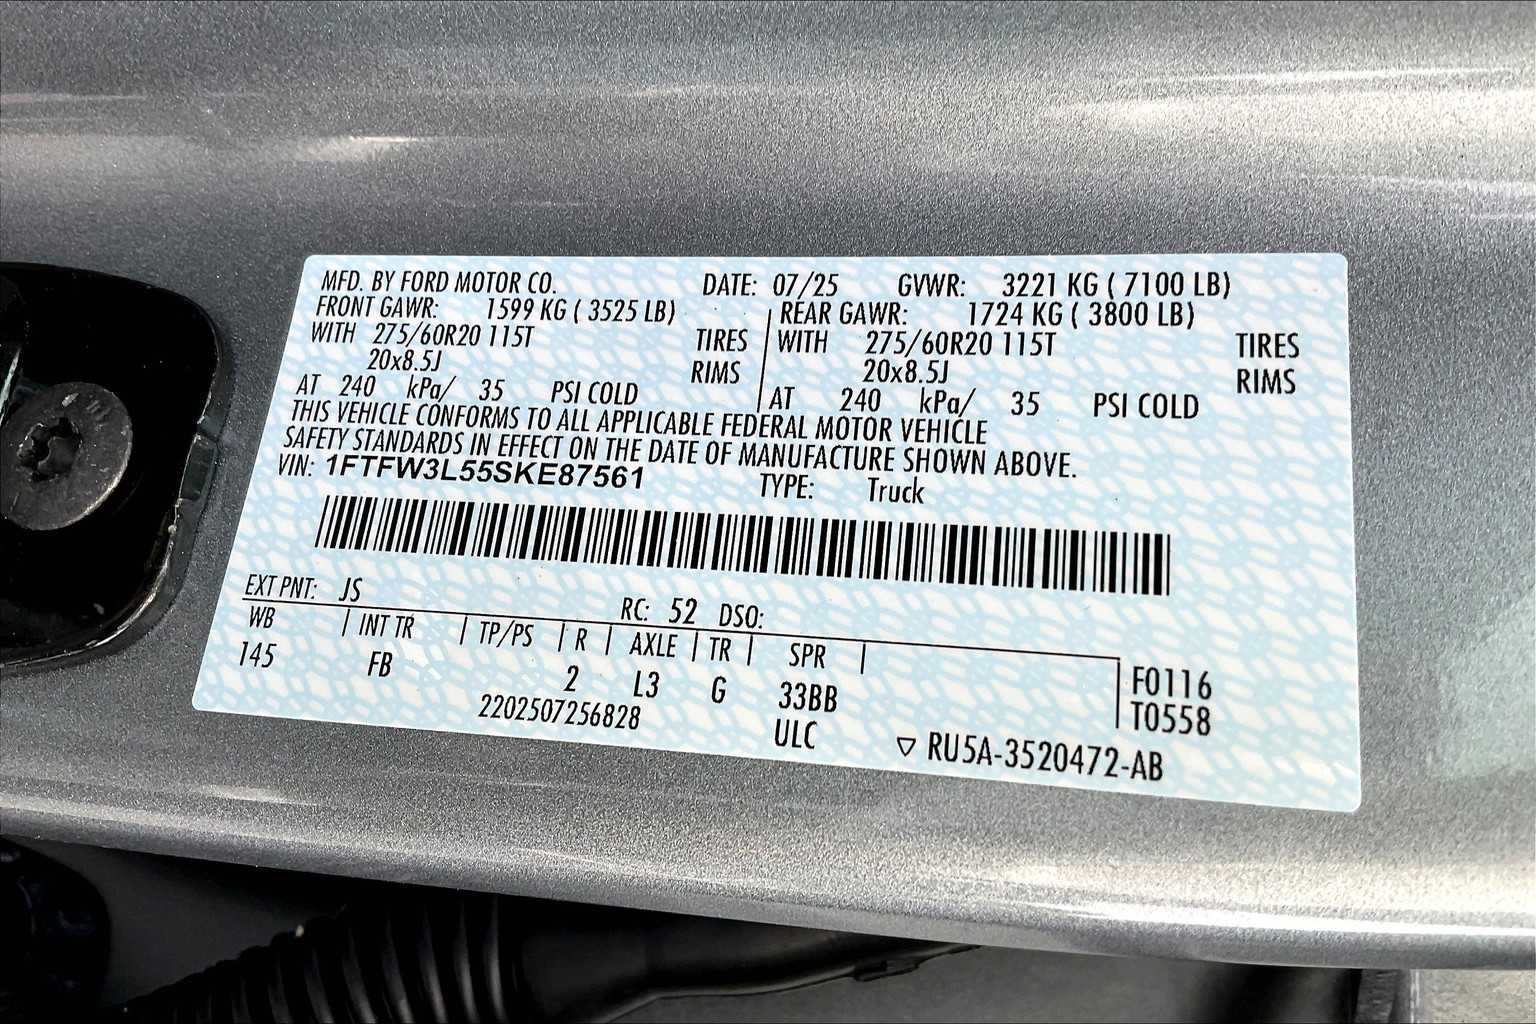 MFD. BY FORD MOTOR CO. DATE: 07/25 GVWR: 3221 KG ( 7100 LB)
FRONT GAWR: 1599 KG ( 3525 LB) REAR GAWR: 1724 KG ( 3800 LB)
WITH 275/60R20 115T TIRES WITH 275/60R20 115T TIRES
20x8.5J RIMS 20x8.5J RIMS
AT 240 kPa/ 35 PSI COLD AT 240 kPa/ 35 PSI COLD
THIS VEHICLE CONFORMS TO ALL APPLICABLE FEDERAL MOTOR VEHICLE
SAFETY STANDARDS IN EFFECT ON THE DATE OF MANUFACTURE SHOWN ABOVE.
VIN: 1FTFW3L55SKE87561 TYPE: Truck
EXT PNT: JS RC: 52 DSO:
WB INT TR TP/PS R AXLE TR SPR
145 FB 2 L3 G 33BB F0116
2202507256828 ULC T0558
▽ RU5A-3520472-AB